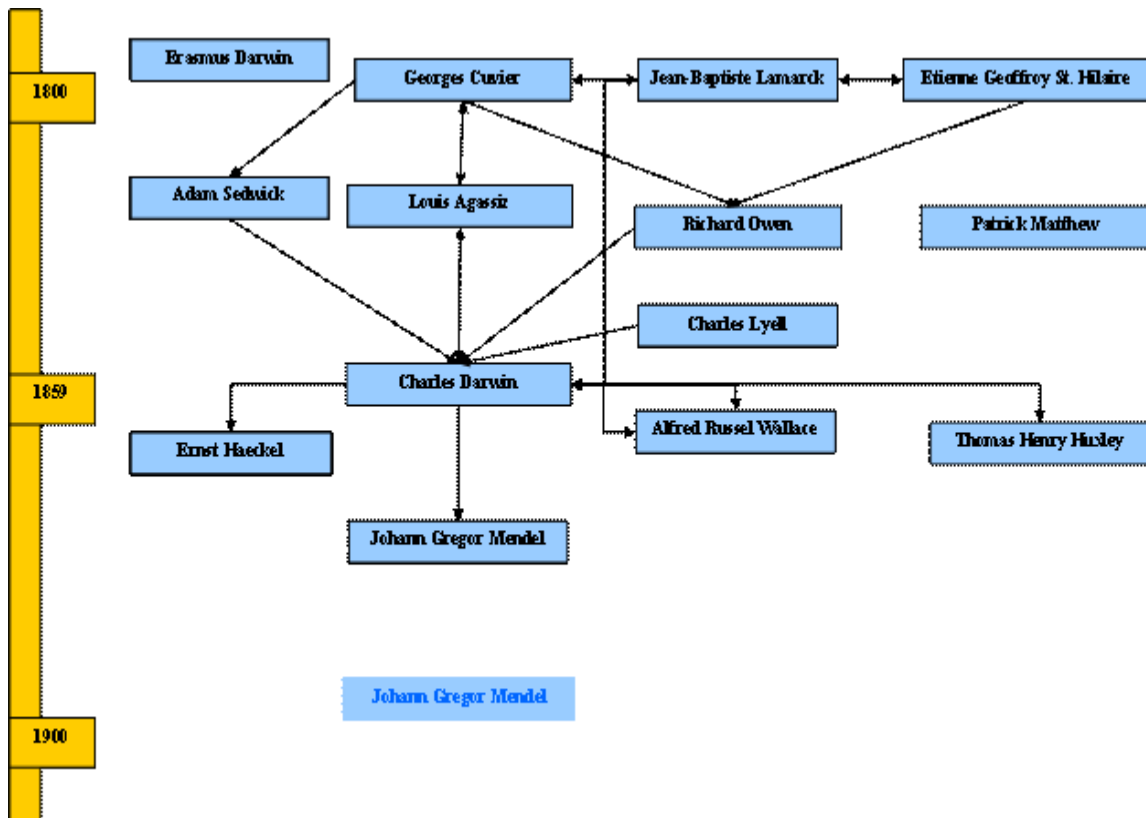 Erasmus Darwin
Georges Cuvier
Jean-Baptiste Lamarck
Etienne Geoffroy St. Hilaire
1800
Adam Sedwick
Louis Agassiz
Richard Owen
Patrick Matthew
Charles Lyell
Charles Darwin
1859
Ernst Haeckel
Alfred Russel Wallace
Thomas Henry Huxley
Johann Gregor Mendel
Johann Gregor Mendel
1900